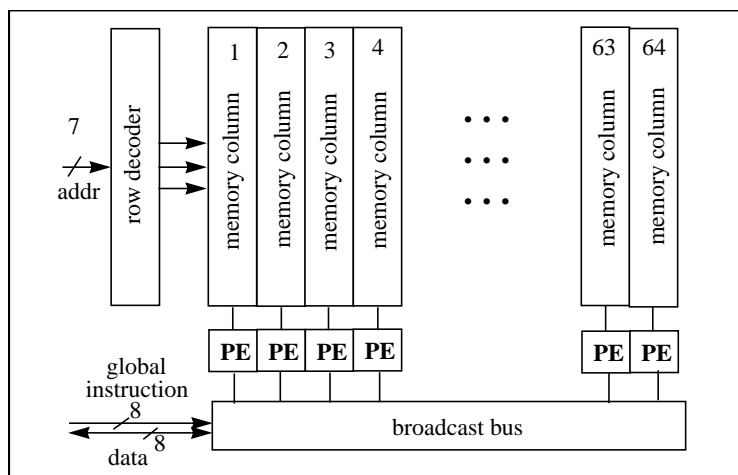 1 2 3 4 63 64
memory column
memory column
memory column
memory column
memory column
memory column
row decoder
7
addr
PE PE PE PE PE PE
global
instruction
8
8
data
broadcast bus